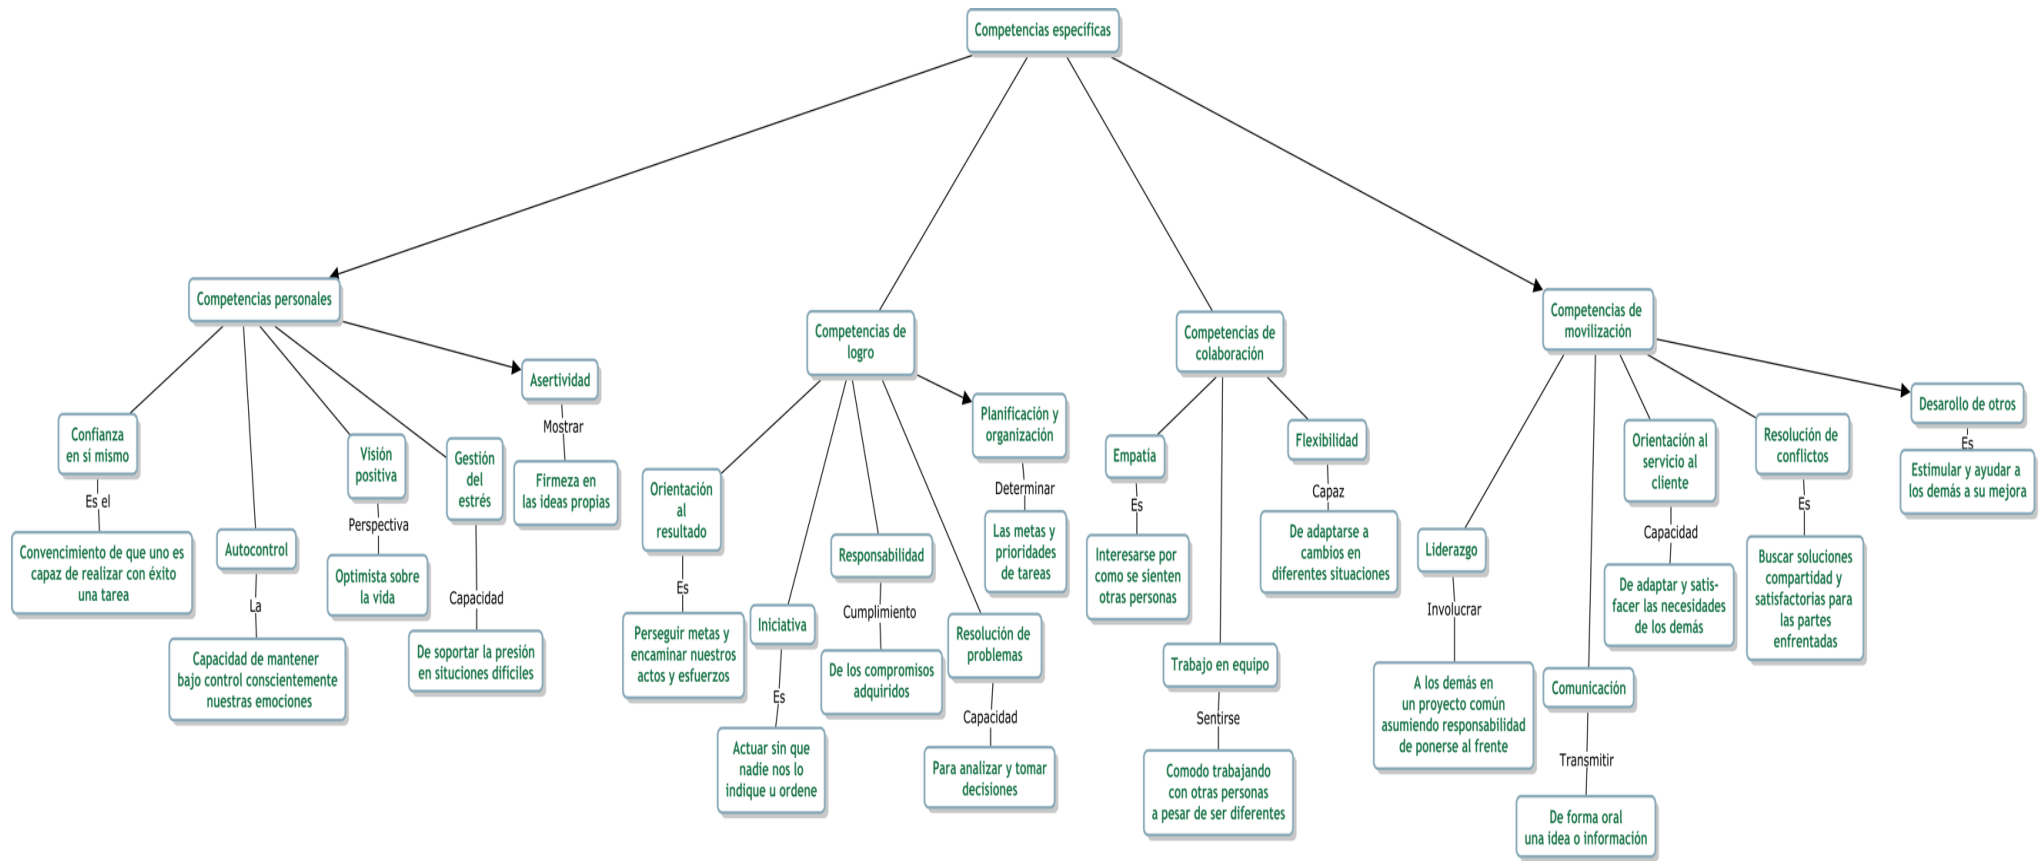 Competencias específicas
Competencias personales
Confianza
en si mismo
Es el
Convencimiento de que uno es
capaz de realizar con éxito
una tarea
Autocontrol
La
Capacidad de mantener
bajo control conscientemente
nuestras emociones
Visión
positiva
Perspectiva
Optimista sobre
la vida
Gestión
del
estrés
Capacidad
De soportar la presión
en situciones difíciles
Asertividad
Mostrar
Firmeza en
las ideas propias
Competencias de
logro
Orientación
al
resultado
Es
Perseguir metas y
encaminar nuestros
actos y esfuerzos
Iniciativa
Es
Actuar sin que
nadie nos lo
indique u ordene
Responsabilidad
Cumplimiento
De los compromisos
adquiridos
Resolución de
problemas
Capacidad
Para analizar y tomar
decisiones
Planificación y
organización
Determinar
Las metas y
prioridades
de tareas
Competencias de
colaboración
Empatía
Es
Interesarse por
como se sienten
otras personas
Trabajo en equipo
Sentirse
Comodo trabajando
con otras personas
a pesar de ser diferentes
Flexibilidad
Capaz
De adaptarse a
cambios en
diferentes situaciones
Competencias de
movilización
Liderazgo
Involucrar
A los demás en
un proyecto común
asumiendo responsabilidad
de ponerse al frente
Comunicación
Transmitir
De forma oral
una idea o información
Orientación al
servicio al
cliente
Capacidad
De adaptar y satis-
facer las necesidades
de los demás
Resolución de
conflictos
Es
Buscar soluciones
compartidad y
satisfactorias para
las partes
enfrentadas
Desarollo de otros
Es
Estimular y ayudar a
los demás a su mejora